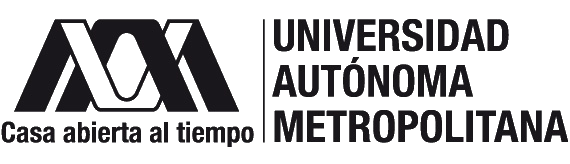 Casa abierta al tiempo
UNIVERSIDAD
AUTÓNOMA
METROPOLITANA